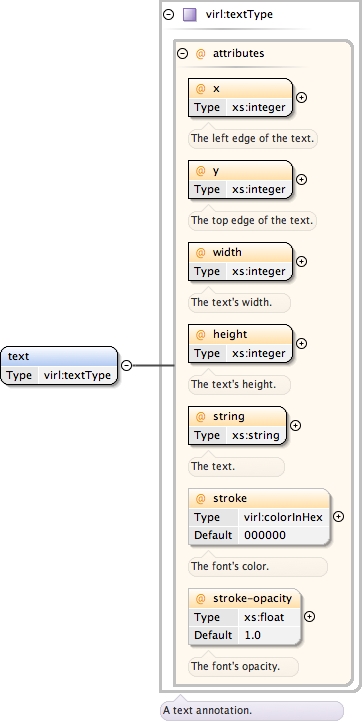 virl:textType
@ attributes
@ x
Type xs:integer
The left edge of the text.
@ y
Type xs:integer
The top edge of the text.
@ width
Type xs:integer
The text's width.
@ height
Type xs:integer
The text's height.
text
Type virl:textType
@ string
Type xs:string
The text.
@ stroke
Type virl:colorInHex
Default 000000
The font's color.
@ stroke-opacity
Type xs:float
Default 1.0
The font's opacity.
A text annotation.